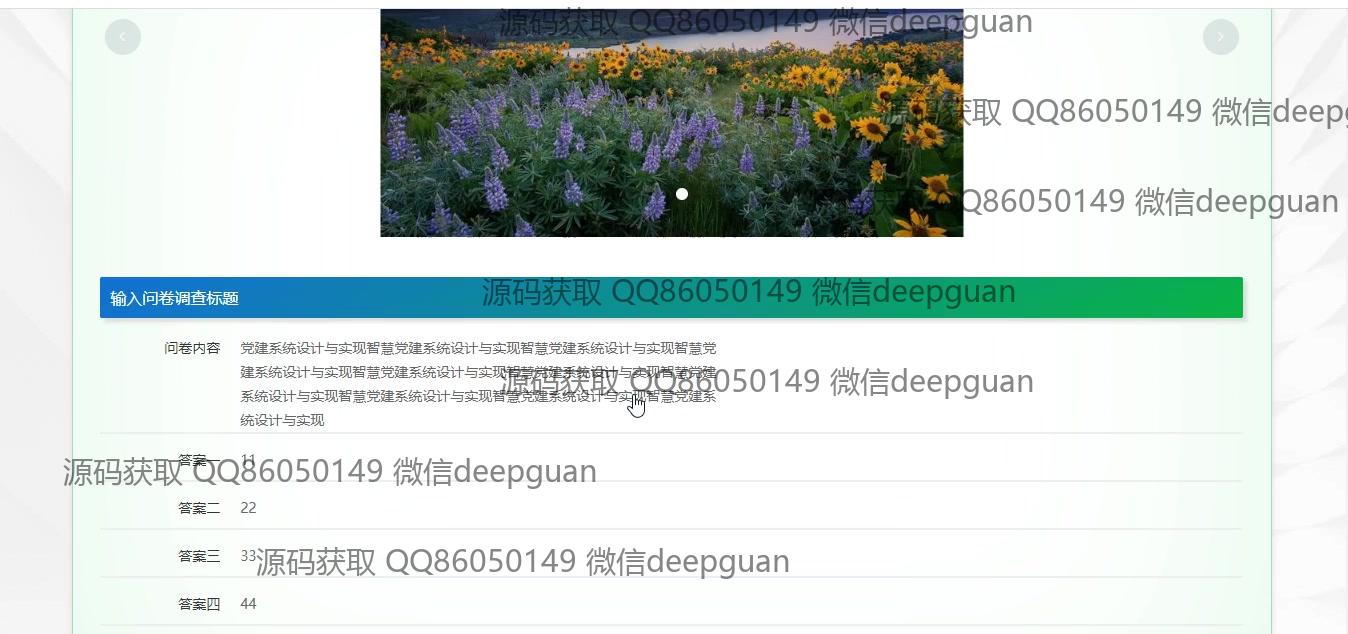 源码获取 QQ86050149 微信deepguan
源码获取 QQ86050149 微信deepg
QQ86050149 微信deepguan
输入问卷调查标题
源码获取 QQ86050149 微信deepguan
问卷内容
党建系统设计与实现智慧党建系统设计与实现智慧党建系统设计与实现智慧党
建系统设计与实现智慧党建系统设计与实现智慧党建系统设计与实现智慧党建
系统设计与实现智慧党建系统设计与实现智慧党建系统设计与实现智慧党建系
统设计与实现
源码获取 QQ86050149 微信deepguan
答案一 11
源码获取 QQ86050149 微信deepguan
答案二 22
答案三 33
源码获取 QQ86050149 微信deepguan
答案四 44